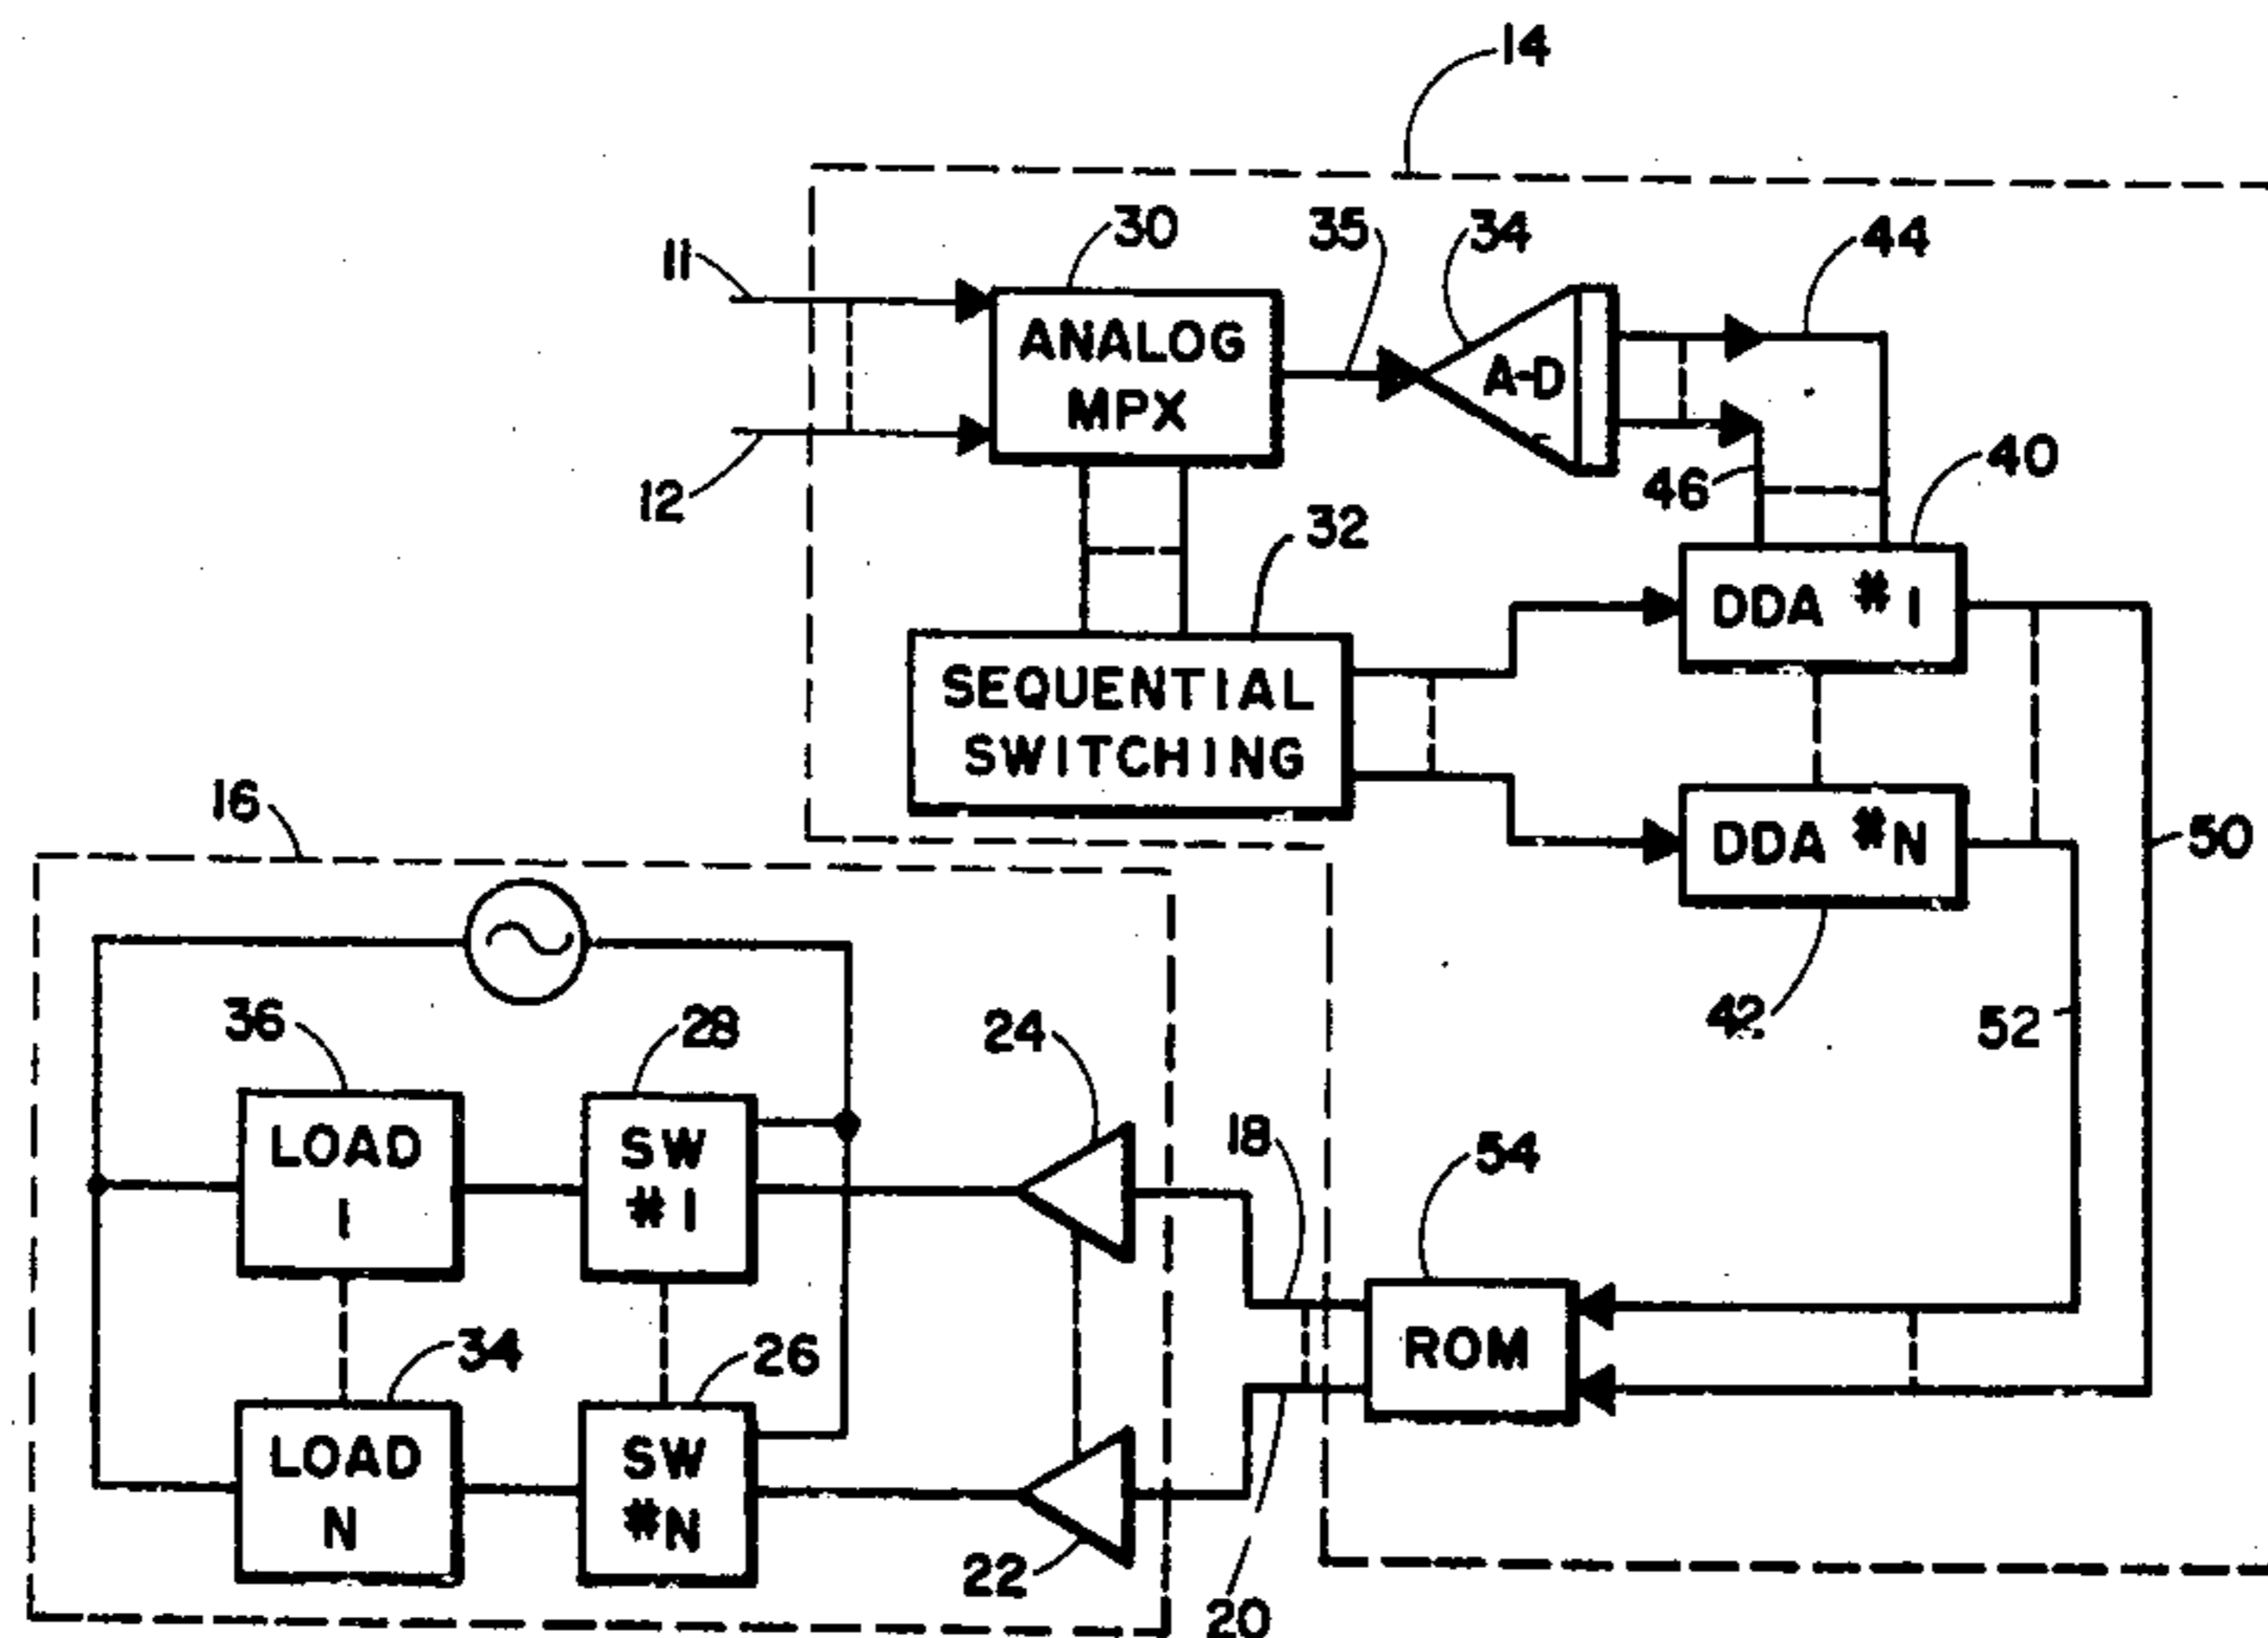 14
11
30
35
34
44
ANALOG
MPX
A-D
12
46
40
32
DDA #1
SEQUENTIAL
SWITCHING
16
DDA #N
50
36
28
24
42
52
LOAD
1
SW
#1
18
54
ROM
34
26
LOAD
N
SW
#N
22
20